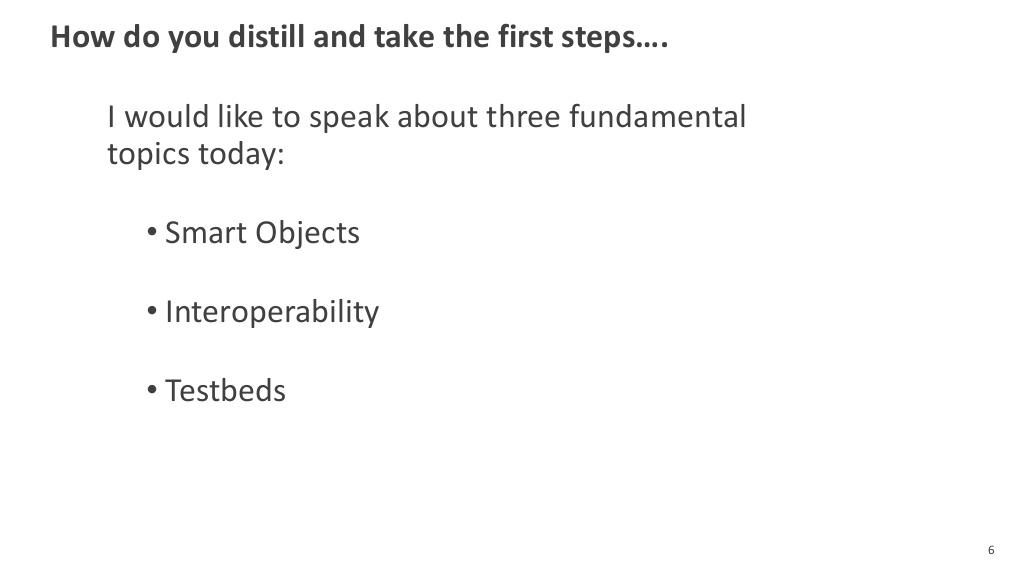 How do you distill and take the first steps….
I would like to speak about three fundamental
topics today:
• Smart Objects
• Interoperability
• Testbeds
6